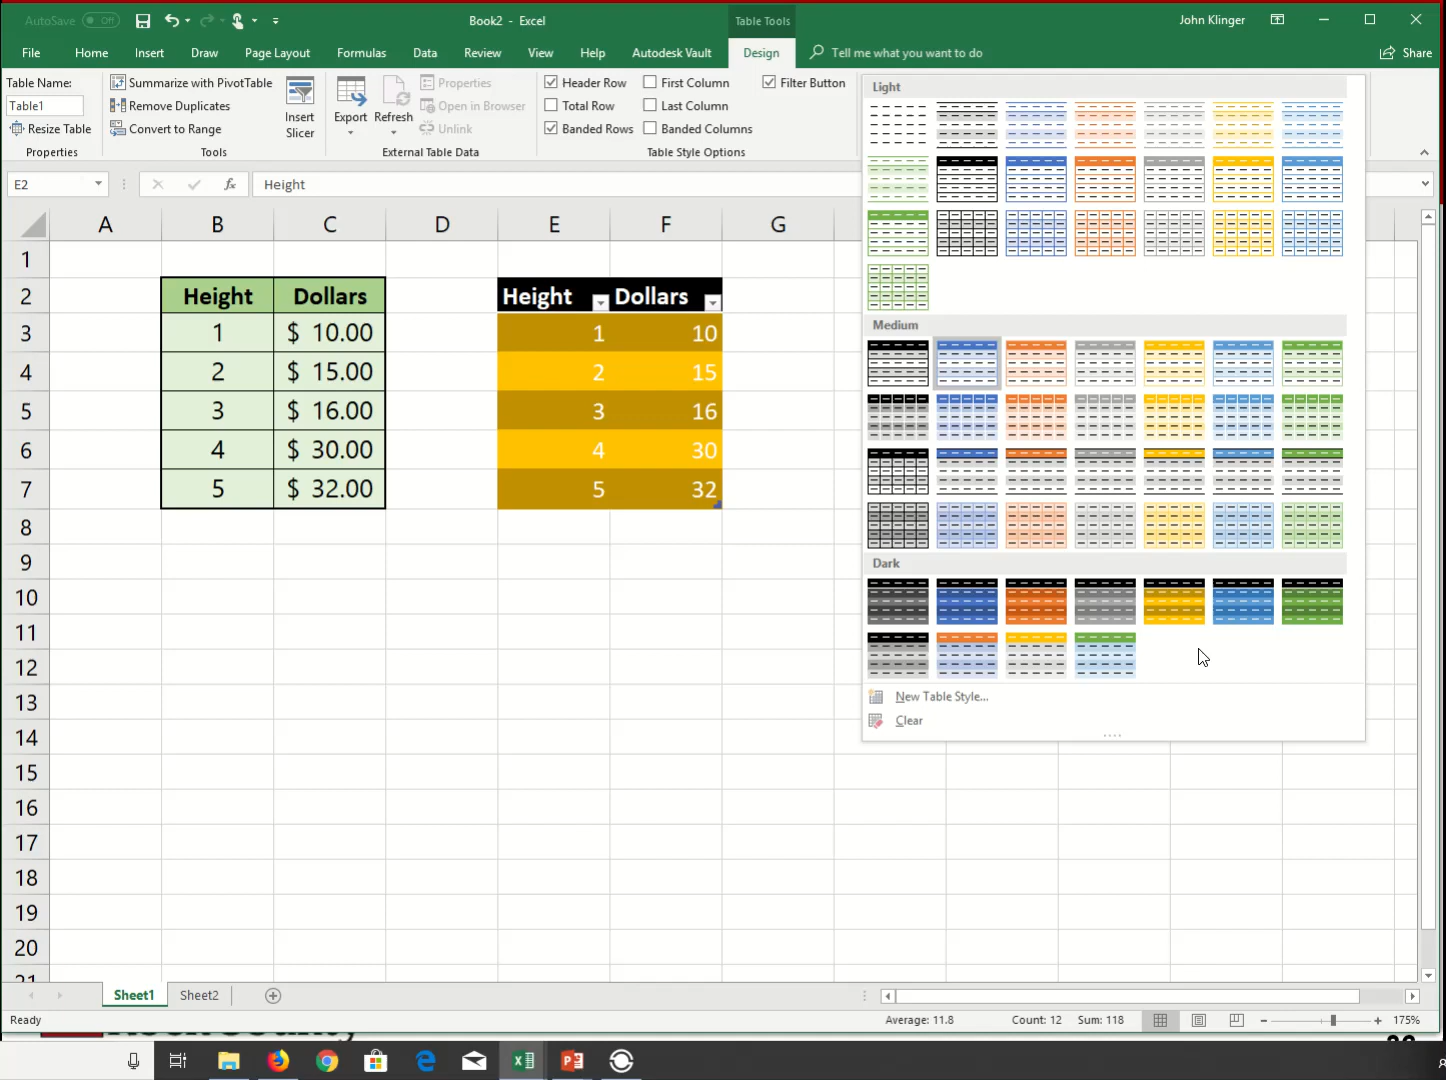 AutoSave Off
Book2 - Excel
Table Tools
John Klinger
File Home Insert Draw Page Layout Formulas Data Review View Help Autodesk Vault Design Tell me what you want to do Share
Table Name:
Table1
Resize Table
Properties
Summarize with PivotTable
Remove Duplicates
Convert to Range
Tools
Insert
Slicer
Export
Refresh
Properties
Open in Browser
Unlink
External Table Data
Header Row First Column Filter Button
Total Row Last Column
Banded Rows Banded Columns
Table Style Options
E2 fx Height
A B C D E F G
1
2 Height Dollars Height Dollars
3 1 $ 10.00 1 10
4 2 $ 15.00 2 15
5 3 $ 16.00 3 16
6 4 $ 30.00 4 30
7 5 $ 32.00 5 32
8
9
10
11
12
13
14
15
16
17
18
19
20
21
Light
Medium
Dark
New Table Style...
Clear
Sheet1 Sheet2
Ready
Average: 11.8 Count: 12 Sum: 118 175%